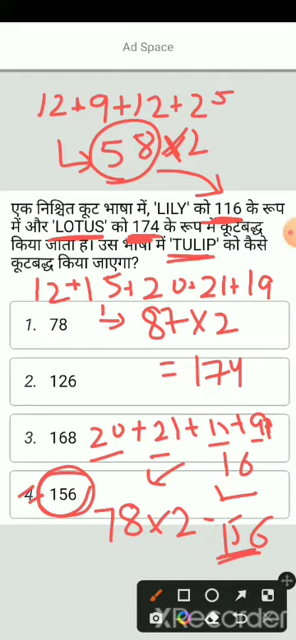 Ad Space
12+9+12+25
58×2
एक निश्चित कूट भाषा में, 'LILY' को 116 के रूप
में और 'LOTUS' को 174 के रूप में कूटबद्ध
किया जाता है। उस भाषा में 'TULIP' को कैसे
कूटबद्ध किया जाएगा?
12+15+20+21+19
1. 78
87×2
2. 126
= 174
3. 168
20+21+
16
4. 156
78×2=156
XRecorder